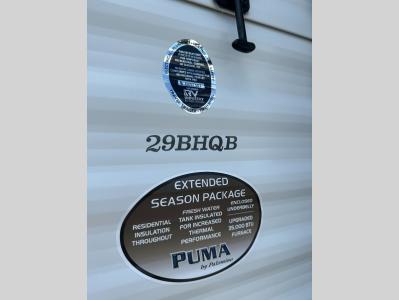 29BHQB
EXTENDED
SEASON PACKAGE
RESIDENTIAL
INSULATION
THROUGHOUT
FRESH WATER
TANK INSULATED
FOR INCREASED
THERMAL
PERFORMANCE
ENCLOSED
UNDERBELLY
UPGRADED
35,000 BTU
FURNACE
PUMA
by Palomino